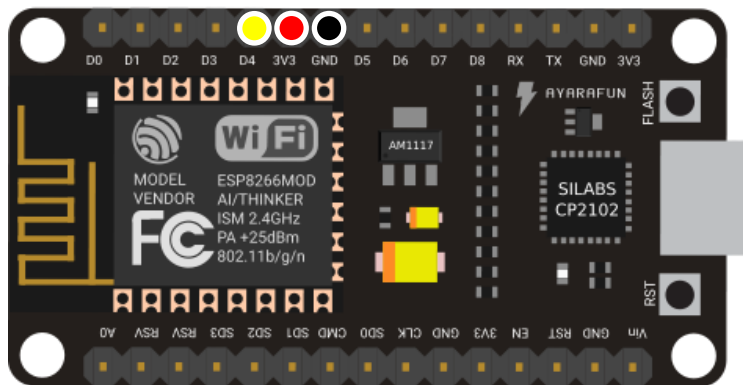 D0 D1 D2 D3 D4 3V3 GND D5 D6 D7 D8 RX TX GND 3V3
AYARAFUN
FLASH
WiFi
AM1117
MODEL
VENDOR
ESP8266MOD
AI/THINKER
ISM 2.4GHz
PA +25dBm
802.11b/g/n
FC
SILABS
CP2102
RST
A0 RSV RSV SD3 SD2 SD1 CMD SD0 CLK GND 3V3 EN RST GND Vin